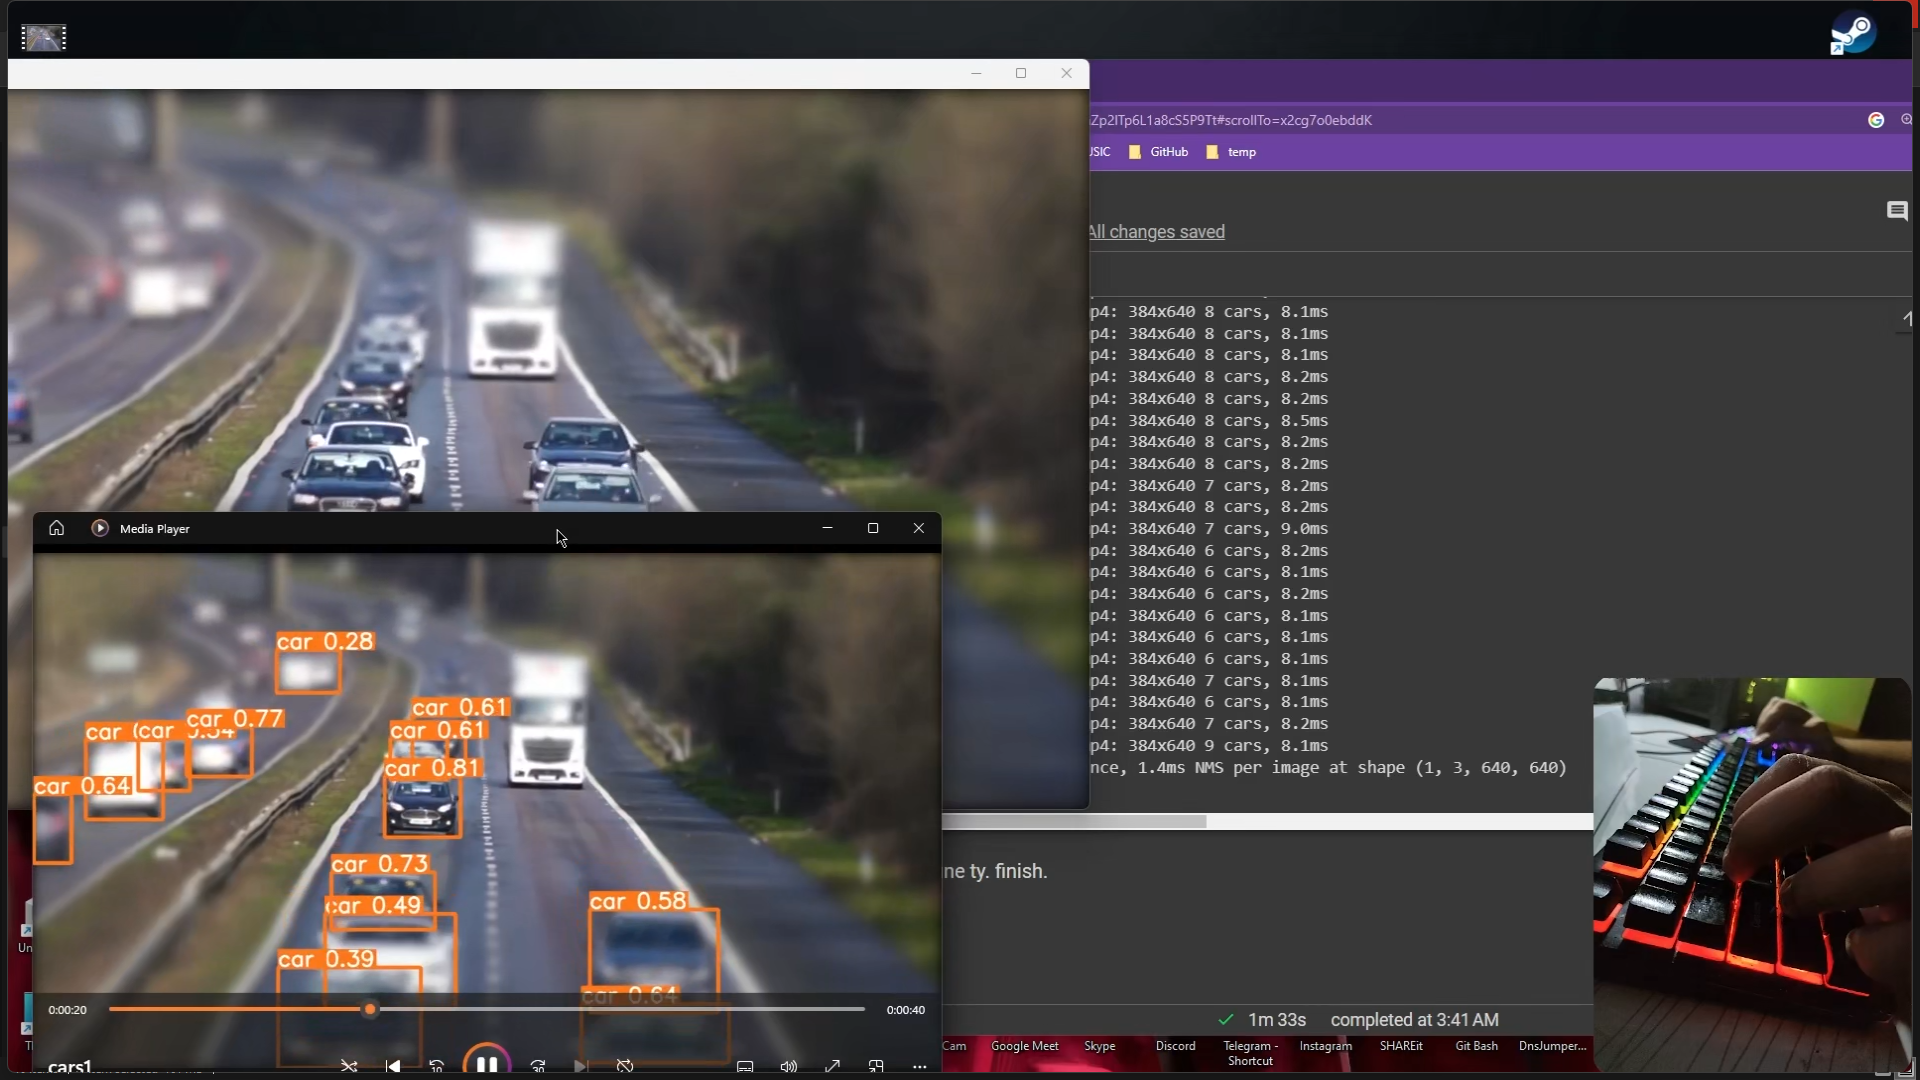 Zp2ITp6L1a8cS5P9Tt#scrollTo=x2cg7o0ebddK
USIC GitHub temp
All changes saved
p4: 384x640 8 cars, 8.1ms
p4: 384x640 8 cars, 8.1ms
p4: 384x640 8 cars, 8.1ms
p4: 384x640 8 cars, 8.2ms
p4: 384x640 8 cars, 8.2ms
p4: 384x640 8 cars, 8.5ms
p4: 384x640 8 cars, 8.2ms
p4: 384x640 8 cars, 8.2ms
p4: 384x640 7 cars, 8.2ms
p4: 384x640 8 cars, 8.2ms
p4: 384x640 7 cars, 9.0ms
p4: 384x640 6 cars, 8.2ms
p4: 384x640 6 cars, 8.1ms
p4: 384x640 6 cars, 8.2ms
p4: 384x640 6 cars, 8.1ms
p4: 384x640 6 cars, 8.1ms
p4: 384x640 6 cars, 8.1ms
p4: 384x640 7 cars, 8.1ms
p4: 384x640 6 cars, 8.1ms
p4: 384x640 7 cars, 8.2ms
p4: 384x640 9 cars, 8.1ms
nce, 1.4ms NMS per image at shape (1, 3, 640, 640)
ne ty. finish.
1m 33s completed at 3:41 AM
Media Player
car 0.28
car 0.61
car 0.77
car 0.61
car (car 0.54
car 0.81
car 0.64
car 0.73
car 0.49
car 0.58
car 0.39
car 0.64
0:00:20
0:00:40
cars1
10
30
Un
Th
Cam
Google Meet
Skype
Discord
Telegram -
Shortcut
Instagram
SHAREit
Git Bash
DnsJumper...